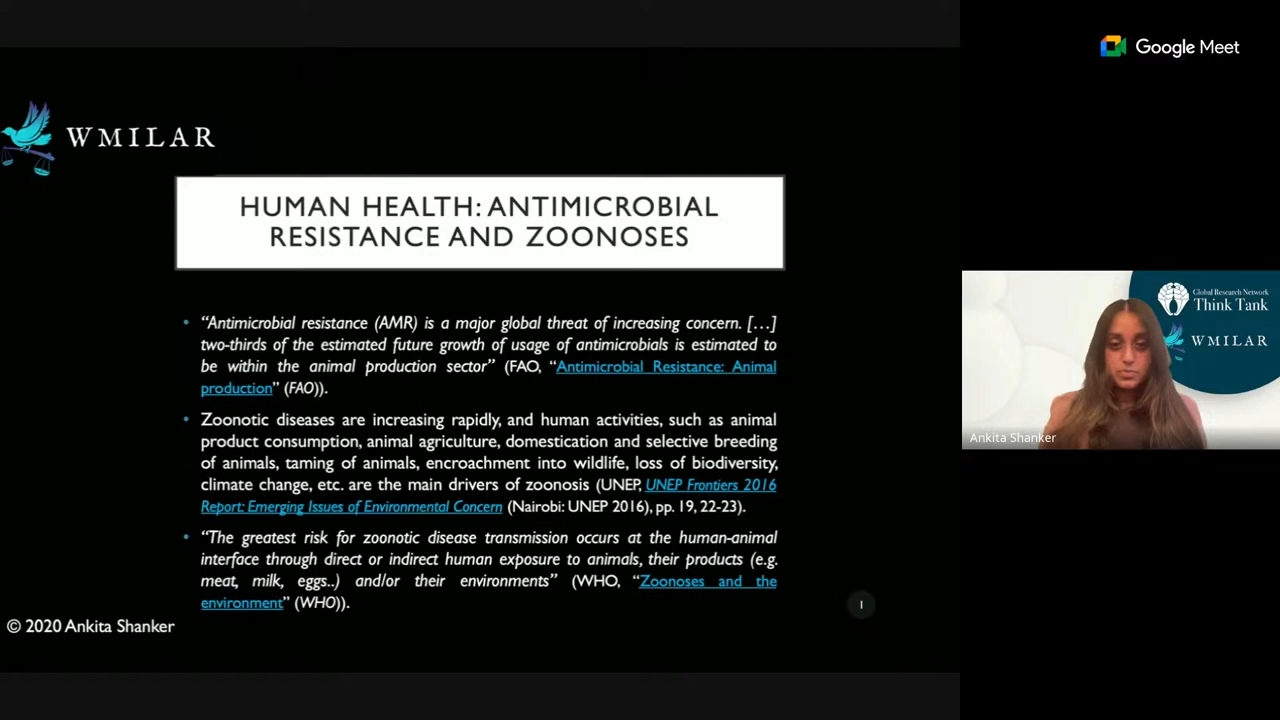 Google Meet
WMILAR
HUMAN HEALTH: ANTIMICROBIAL
RESISTANCE AND ZOONOSES
• “Antimicrobial resistance (AMR) is a major global threat of increasing concern. […]
two-thirds of the estimated future growth of usage of antimicrobials is estimated to
be within the animal production sector” (FAO, “Antimicrobial Resistance: Animal
production” (FAO)).
• Zoonotic diseases are increasing rapidly, and human activities, such as animal
product consumption, animal agriculture, domestication and selective breeding
of animals, taming of animals, encroachment into wildlife, loss of biodiversity,
climate change, etc. are the main drivers of zoonosis (UNEP, UNEP Frontiers 2016
Report: Emerging Issues of Environmental Concern (Nairobi: UNEP 2016), pp. 19, 22-23).
• “The greatest risk for zoonotic disease transmission occurs at the human-animal
interface through direct or indirect human exposure to animals, their products (e.g.
meat, milk, eggs..) and/or their environments” (WHO, “Zoonoses and the
environment” (WHO)).
1
© 2020 Ankita Shanker
Global Research Network
Think Tank
WMILAR
Ankita Shanker